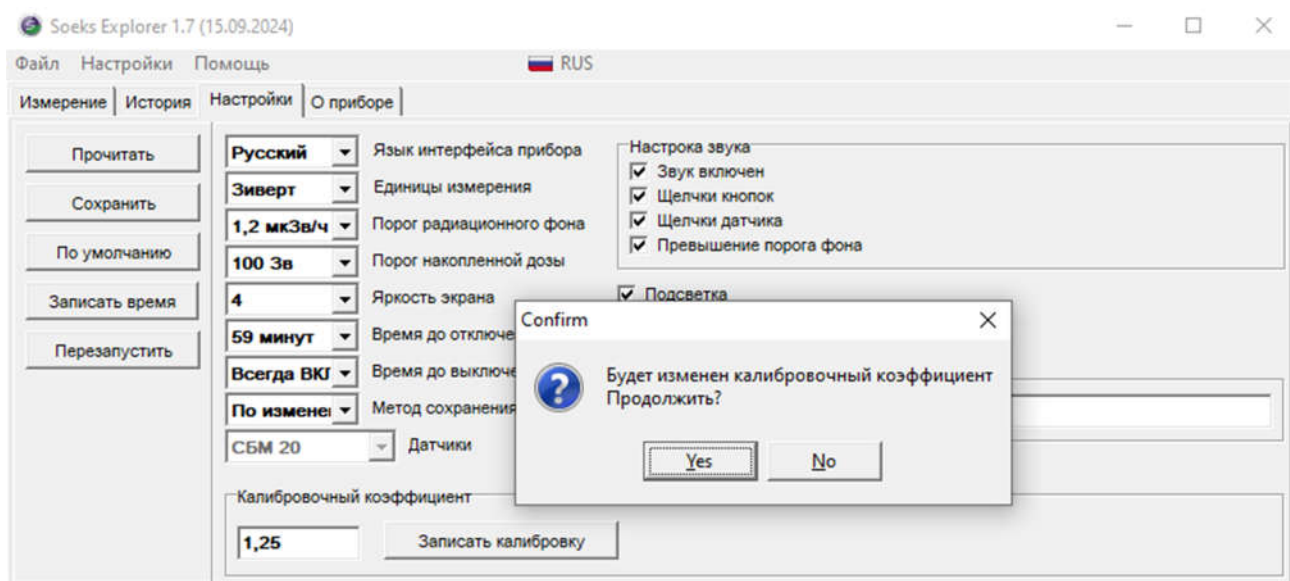 Soeks Explorer 1.7 (15.09.2024)
Файл Настройки Помощь RUS
Измерение История Настройки О приборе
Прочитать
Сохранить
По умолчанию
Записать время
Перезапустить
Русский Язык интерфейса прибора
Зиверт Единицы измерения
1,2 мкЗв/ч Порог радиационного фона
100 Зв Порог накопленной дозы
4 Яркость экрана
59 минут Время до отключе
Всегда ВКЛ Время до выключе
По измене Метод сохранения
СБМ 20 Датчики
Настрока звука
Звук включен
Щелчки кнопок
Щелчки датчика
Превышение порога фона
Подсветка
Confirm
Будет изменен калибровочный коэффициент
Продолжить?
Yes No
Калибровочный коэффициент
1,25 Записать калибровку